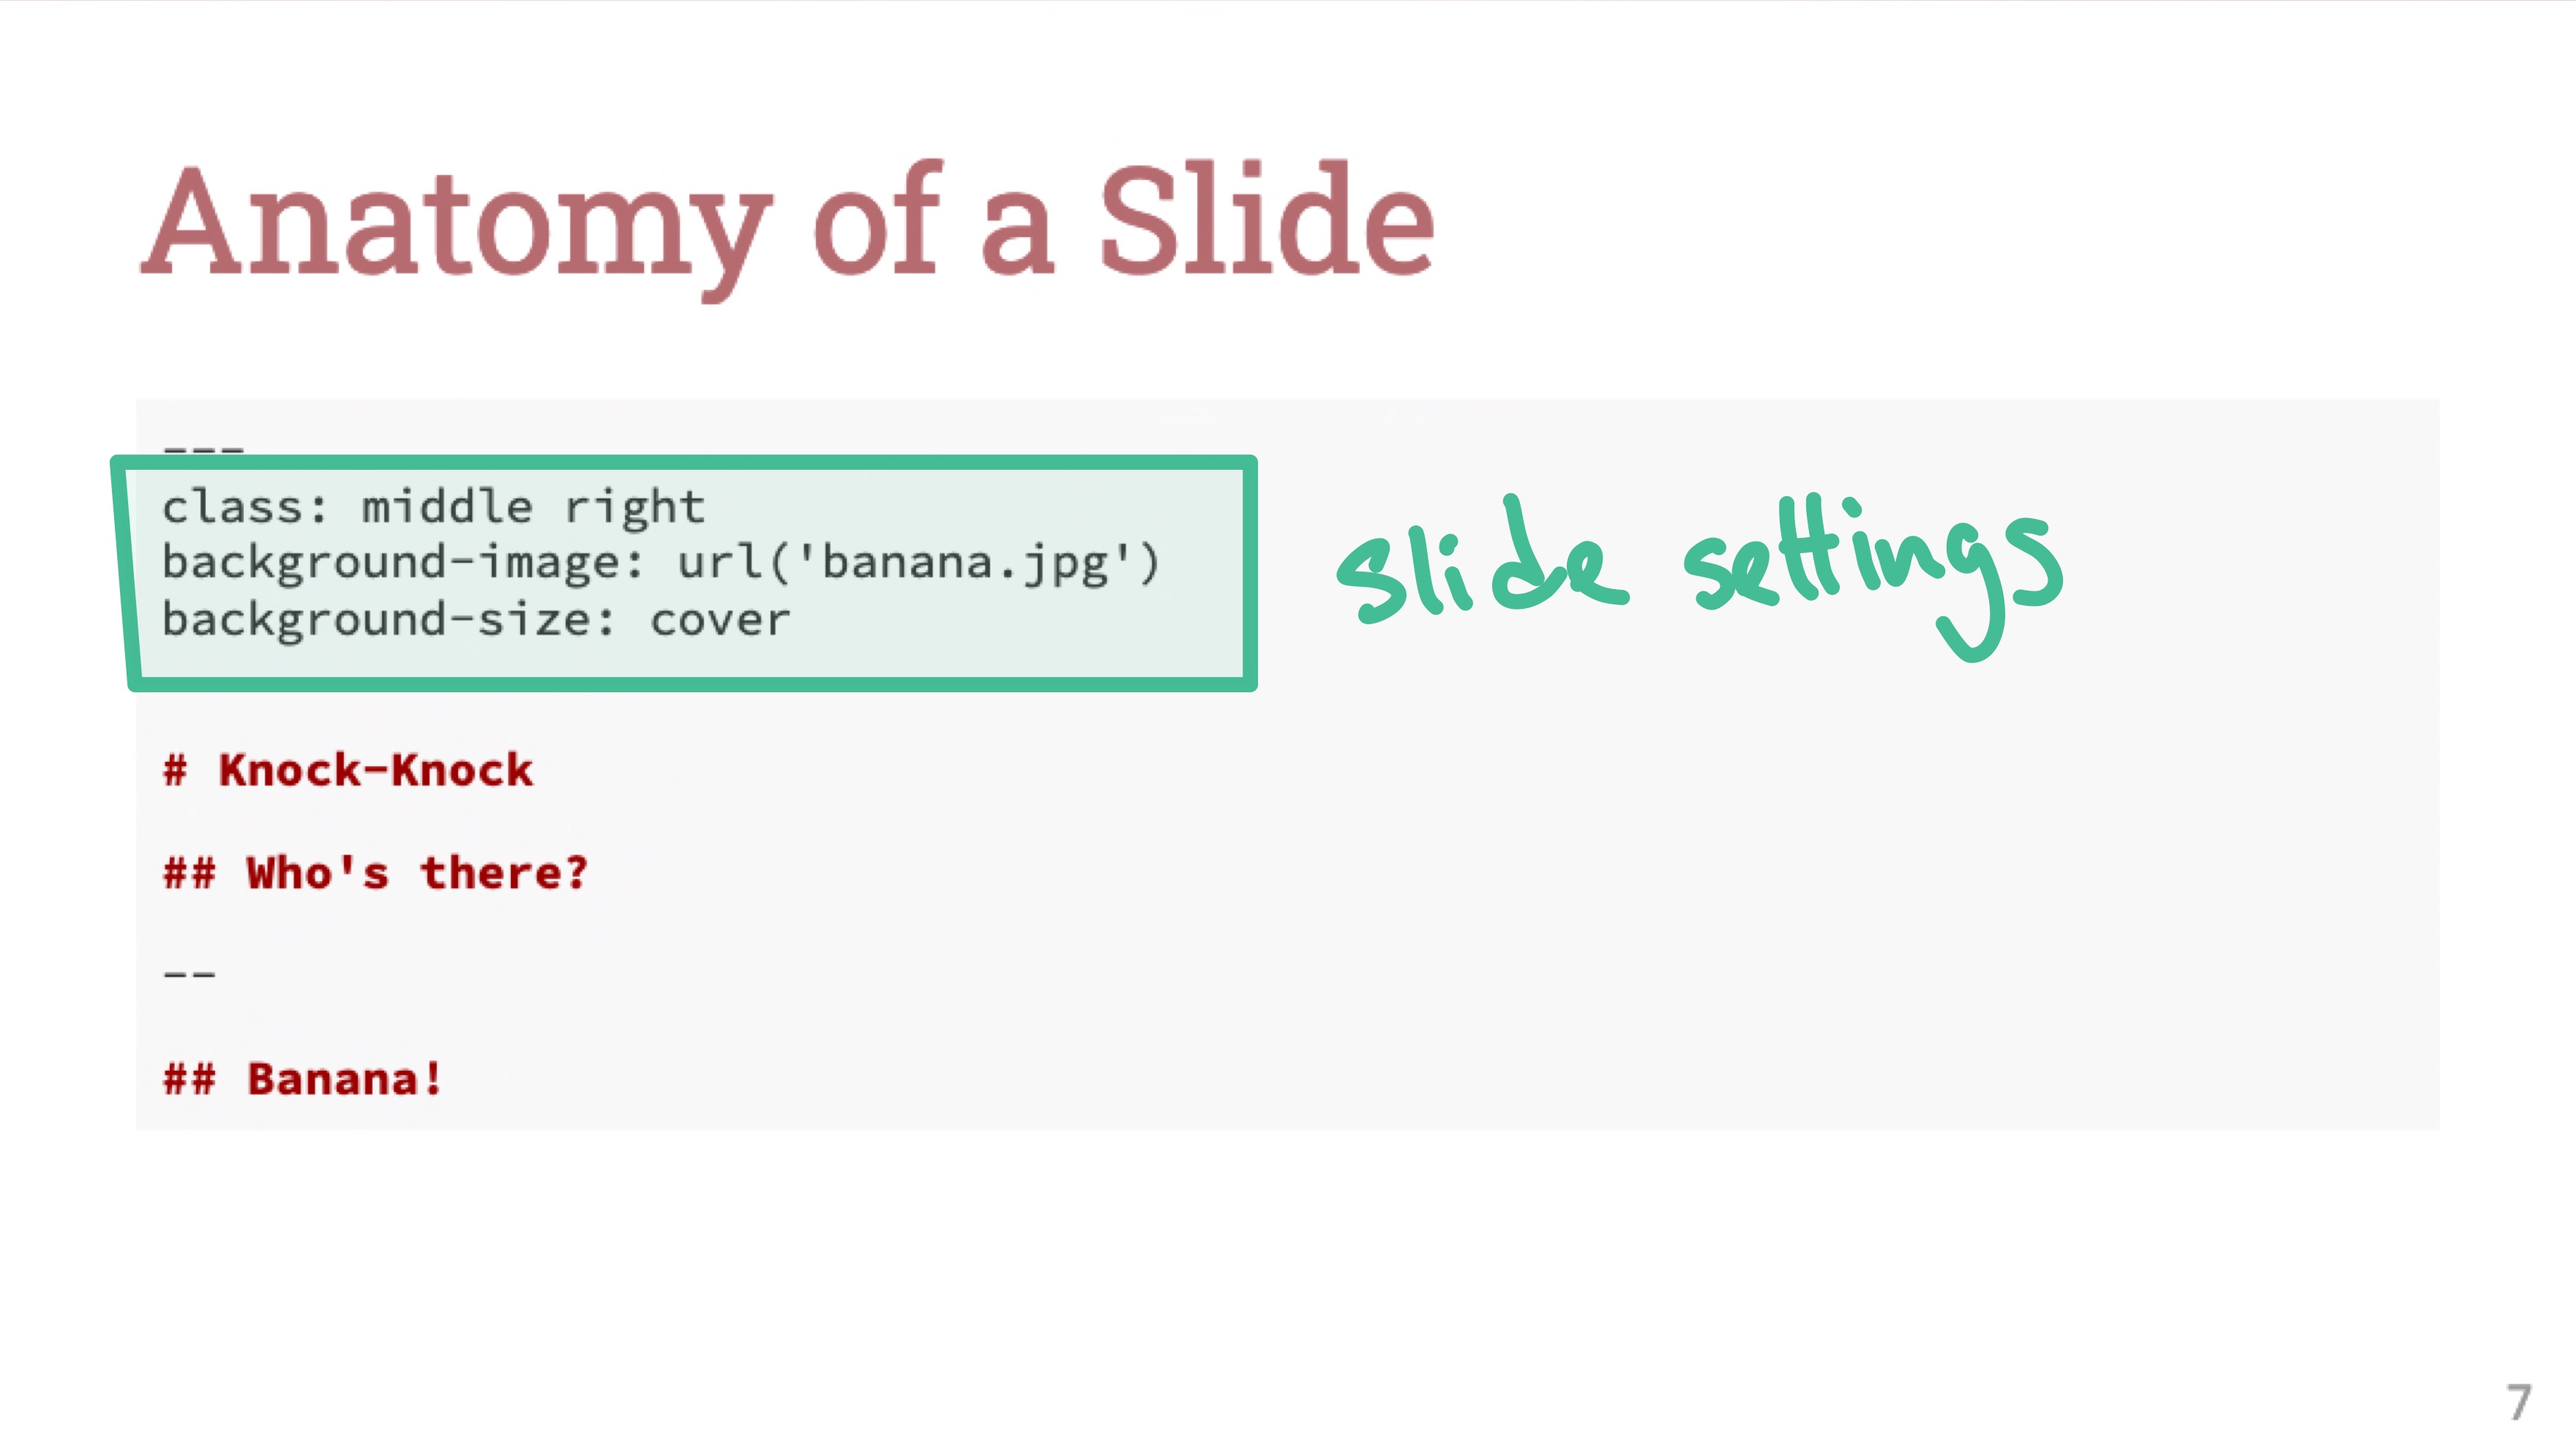 Anatomy of a Slide
---
class: middle right
background-image: url('banana.jpg')
background-size: cover
slide settings
# Knock-Knock
## Who's there?
--
## Banana!
7